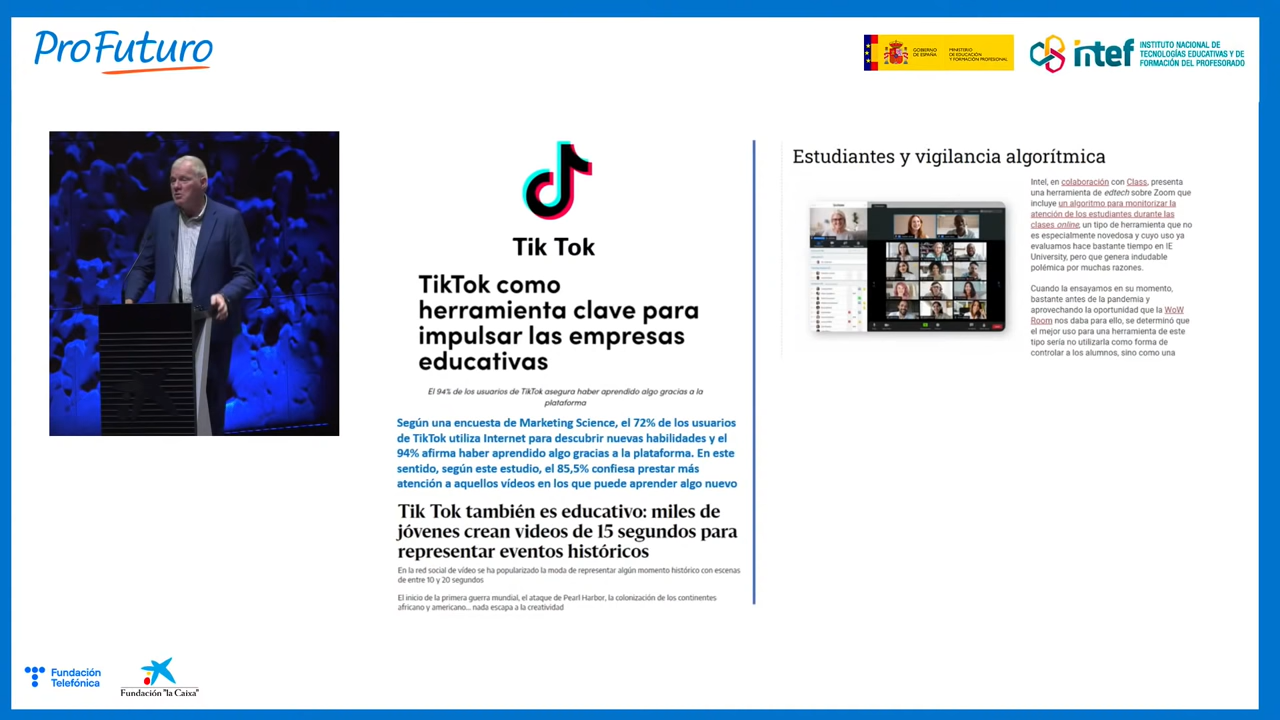 ProFuturo
GOBIERNO
DE ESPAÑA
MINISTERIO
DE EDUCACIÓN
Y FORMACIÓN PROFESIONAL
intef
INSTITUTO NACIONAL DE
TECNOLOGÍAS EDUCATIVAS Y DE
FORMACIÓN DEL PROFESORADO
Tik Tok
TikTok como
herramienta clave para
impulsar las empresas
educativas
El 94% de los usuarios de TikTok asegura haber aprendido algo gracias a la
plataforma
Según una encuesta de Marketing Science, el 72% de los usuarios
de TikTok utiliza Internet para descubrir nuevas habilidades y el
94% afirma haber aprendido algo gracias a la plataforma. En este
sentido, según este estudio, el 85,5% confiesa prestar más
atención a aquellos vídeos en los que puede aprender algo nuevo
Tik Tok también es educativo: miles de
jóvenes crean videos de 15 segundos para
representar eventos históricos
En la red social de vídeo se ha popularizado la moda de representar algún momento histórico con escenas
de entre 10 y 20 segundos
El inicio de la primera guerra mundial, el ataque de Pearl Harbor, la colonización de los continentes
africano y americano... nada escapa a la creatividad
Estudiantes y vigilancia algorítmica
Intel, en colaboración con Class, presenta
una herramienta de edtech sobre Zoom que
incluye un algoritmo para monitorizar la
atención de los estudiantes durante las
clases online, un tipo de herramienta que no
es especialmente novedosa y cuyo uso ya
evaluamos hace bastante tiempo en IE
University, pero que genera indudable
polémica por muchas razones.
Cuando la ensayamos en su momento,
bastante antes de la pandemia y
aprovechando la oportunidad que la WoW
Room nos daba para ello, se determinó que
el mejor uso para una herramienta de este
tipo sería no utilizarla como forma de
controlar a los alumnos, sino como una
Fundación
Telefónica
Fundación "la Caixa"